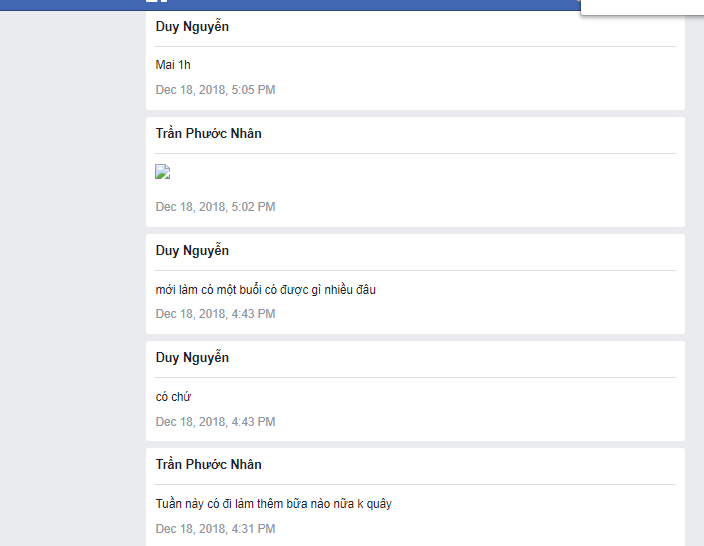 Duy Nguyễn
Mai 1h
Dec 18, 2018, 5:05 PM
Trần Phước Nhân
Dec 18, 2018, 5:02 PM
Duy Nguyễn
mới làm có một buổi có được gì nhiều đâu
Dec 18, 2018, 4:43 PM
Duy Nguyễn
có chứ
Dec 18, 2018, 4:43 PM
Trần Phước Nhân
Tuần này có đi làm thêm bữa nào nữa k quây
Dec 18, 2018, 4:31 PM